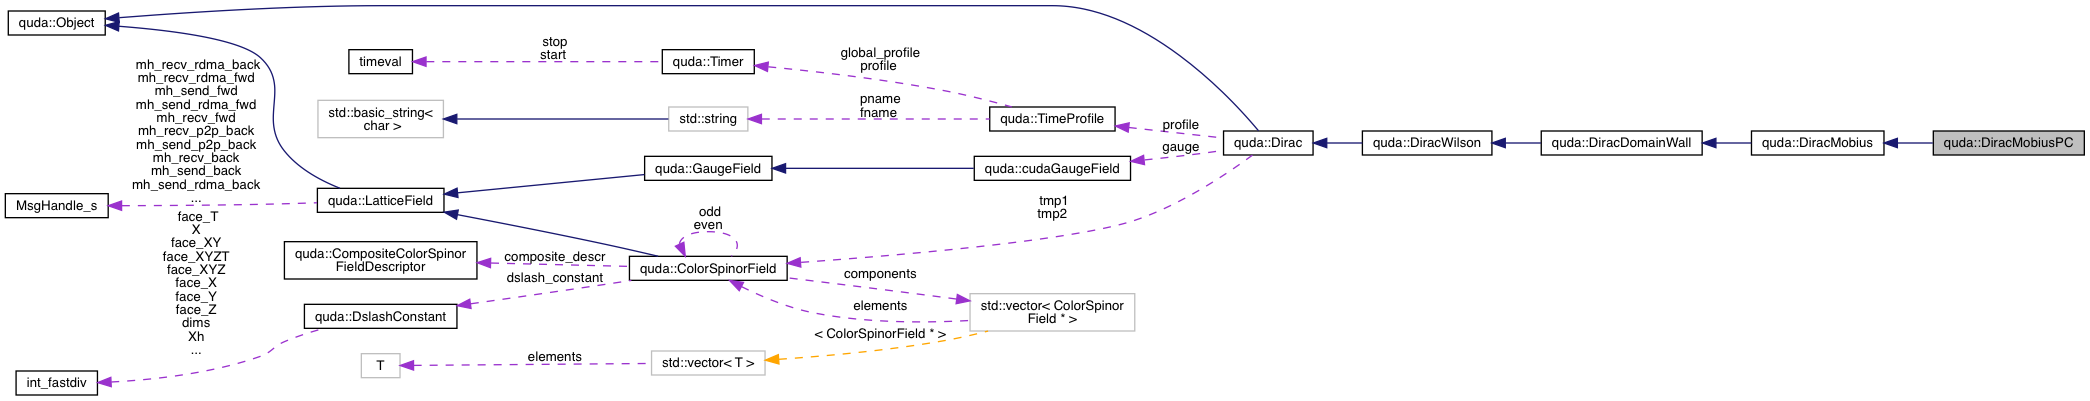 quda::Object
mh_recv_rdma_back
mh_recv_rdma_fwd
mh_send_fwd
mh_send_rdma_fwd
mh_recv_fwd
mh_recv_p2p_back
mh_send_p2p_back
mh_recv_back
mh_send_back
mh_send_rdma_back
...
MsgHandle_s
face_T
X
face_XY
face_XYZT
face_XYZ
face_X
face_Y
face_Z
dims
Xh
...
int_fastdiv
timeval
stop
start
quda::Timer
global_profile
profile
std::basic_string<
char >
std::string
pname
fname
quda::TimeProfile
profile
gauge
quda::GaugeField
quda::cudaGaugeField
quda::LatticeField
quda::Dirac
quda::DiracWilson
quda::DiracDomainWall
quda::DiracMobius
quda::DiracMobiusPC
tmp1
tmp2
odd
even
quda::CompositeColorSpinor
FieldDescriptor
composite_descr
quda::ColorSpinorField
dslash_constant
quda::DslashConstant
components
elements
std::vector< ColorSpinor
Field * >
< ColorSpinorField * >
T
elements
std::vector< T >